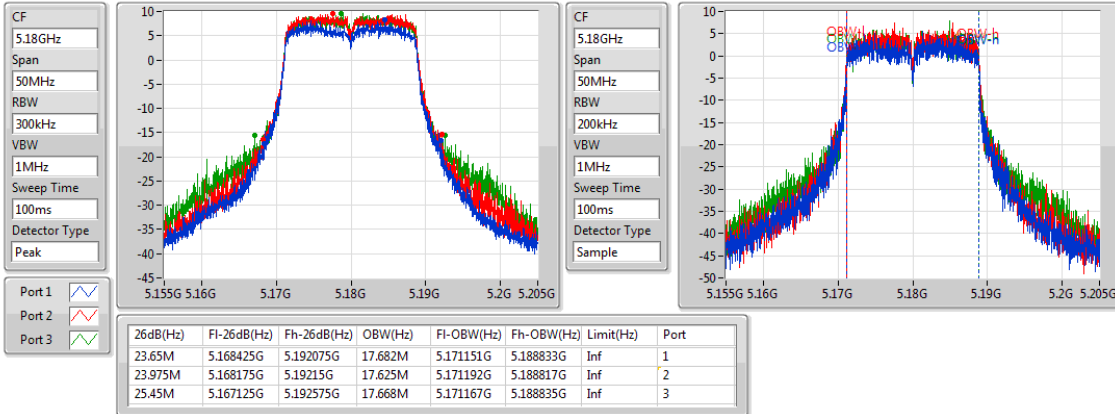 CF
5.18GHz
Span
50MHz
RBW
300kHz
VBW
1MHz
Sweep Time
100ms
Detector Type
Peak
10
5
0
-5
-10
-15
-20
-25
-30
-35
-40
-45
5.155G 5.16G 5.17G 5.18G 5.19G 5.2G 5.205G
CF
5.18GHz
Span
50MHz
RBW
200kHz
VBW
1MHz
Sweep Time
100ms
Detector Type
Sample
10
5
0
-5
-10
-15
-20
-25
-30
-35
-40
-45
-50
5.155G 5.16G 5.17G 5.18G 5.19G 5.2G 5.205G
Port 1
Port 2
Port 3
26dB(Hz) Fl-26dB(Hz) Fh-26dB(Hz) OBW(Hz) Fl-OBW(Hz) Fh-OBW(Hz) Limit(Hz) Port
23.65M 5.168425G 5.192075G 17.682M 5.171151G 5.188833G Inf 1
23.975M 5.168175G 5.19215G 17.625M 5.171192G 5.188817G Inf 2
25.45M 5.167125G 5.192575G 17.668M 5.171167G 5.188835G Inf 3